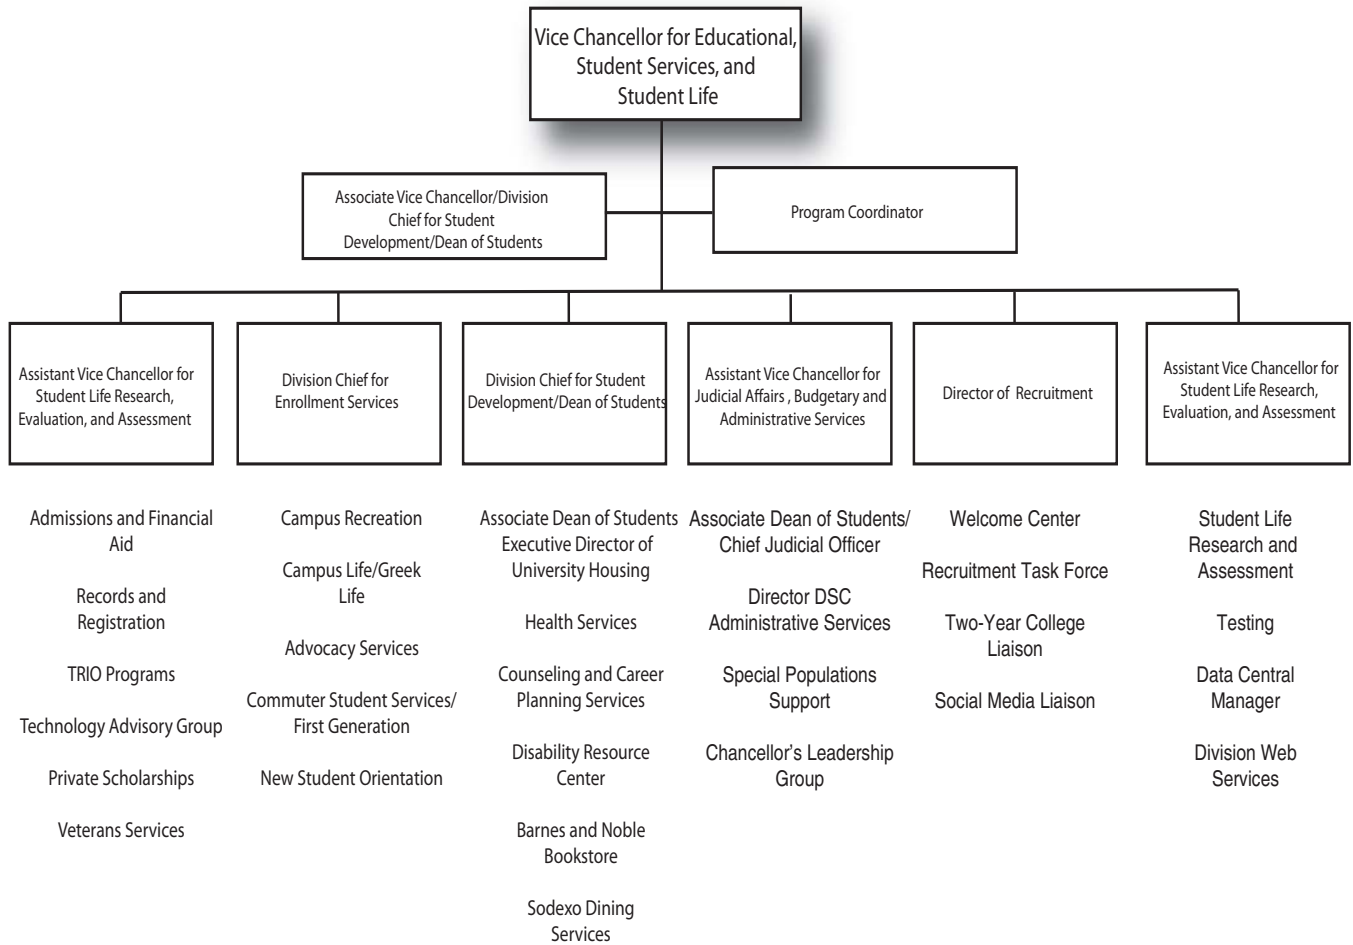 Vice Chancellor for Educational,
Student Services, and
Student Life
Associate Vice Chancellor/Division
Chief for Student
Development/Dean of Students
Program Coordinator
Assistant Vice Chancellor for
Student Life Research,
Evaluation, and Assessment
Division Chief for
Enrollment Services
Division Chief for Student
Development/Dean of Students
Assistant Vice Chancellor for
Judicial Affairs , Budgetary and
Administrative Services
Director of Recruitment
Assistant Vice Chancellor for
Student Life Research,
Evaluation, and Assessment
Admissions and Financial
Aid
Records and
Registration
TRIO Programs
Technology Advisory Group
Private Scholarships
Veterans Services
Campus Recreation
Campus Life/Greek
Life
Advocacy Services
Commuter Student Services/
First Generation
New Student Orientation
Associate Dean of Students
Executive Director of
University Housing
Health Services
Counseling and Career
Planning Services
Disability Resource
Center
Barnes and Noble
Bookstore
Sodexo Dining
Services
Associate Dean of Students/
Chief Judicial Officer
Director DSC
Administrative Services
Special Populations
Support
Chancellor's Leadership
Group
Welcome Center
Recruitment Task Force
Two-Year College
Liaison
Social Media Liaison
Student Life
Research and
Assessment
Testing
Data Central
Manager
Division Web
Services